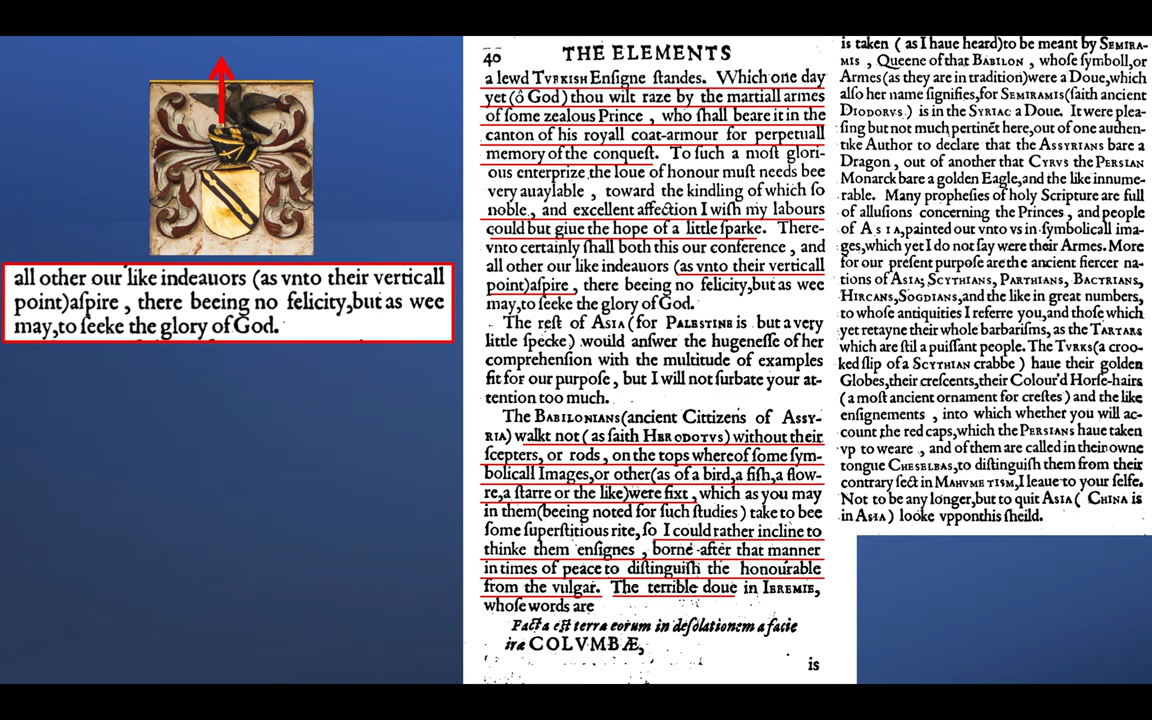 all other our like indeauors (as vnto their verticall
point)aſpire , there beeing no felicity,but as wee
may,to ſeeke the glory of God.
40
THE ELEMENTS
a lewd TVRKISH Enſigne ſtandes. Which one day
yet (ô God) thou wilt raze by the martiall armes
of ſome zealous Prince , who ſhall beare it in the
canton of his royall coat-armour for perpetuall
memory of the conqueſt. To ſuch a moſt glori-
ous enterprize the loue of honour muſt needs bee
very auaylable , toward the kindling of which ſo
noble , and excellent affection I wiſh my labours
could but giue the hope of a little ſparke. There-
vnto certainly ſhall both this our conference , and
all other our like indeauors (as vnto their verticall
point)aſpire , there beeing no felicity,but as wee
may,to ſeeke the glory of God.
The reſt of ASIA (for PALESTINE is but a very
little ſpecke) would anſwer the hugeneſſe of her
comprehenſion with the multitude of examples
fit for our purpoſe , but I will not ſurbate your at-
tention too much.
The BABILONIANS(ancient Cittizens of ASSY-
RIA) walkt not ( as ſaith HERODOTVS) without their
ſcepters, or rods , on the tops whereof ſome ſym-
bolicall Images,or other(as of a bird,a fiſh,a flow-
re,a ſtarre or the like)were fixt , which as you may
in them(beeing noted for ſuch ſtudies) take to bee
ſome ſuperſtitious rite, ſo I could rather incline to
thinke them enſignes , borne after that manner
in times of peace to diſtinguiſh the honourable
from the vulgar. The terrible doue in IEREMIE,
whoſe words are
Facta eſt terra eorum in deſolationem a facie
iræ COLVMBÆ,
is
is taken ( as I haue heard)to be meant by SEMIRA-
MIS , Queene of that BABILON , whoſe ſymboll,or
Armes(as they are in tradition)were a Doue,which
alſo her name ſignifies,for SEMIRAMIS(ſaith ancient
DIODORVS ) is in the SYRIAC a Doue. It were plea-
ſing but not much pertinēt here,out of one authen-
tike Author to declare that the ASSYRIANS bare a
Dragon , out of another that CYRVS the PERSIAN
Monarck bare a golden Eagle,and the like innume-
rable. Many propheſies of holy Scripture are full
of alluſions concerning the Princes , and people
of ASIA,painted out vnto vs in ſymbolicall ima-
ges,which yet I do not ſay were their Armes. More
for our preſent purpoſe are the ancient fiercer na-
tions of ASIA; SCYTHIANS, PARTHIANS, BACTRIANS,
HIRCANS,SOGDIANS,and the like in great numbers,
to whoſe antiquities I referre you,and thoſe which
yet retayne their whole barbariſms, as the TARTARS
which are ſtil a puiſſant people. The TVRKS(a croo-
ked ſlip of a SCYTHIAN crabbe ) haue their golden
Globes,their creſcents,their Colour'd Horſe-hairs
( a moſt ancient ornament for creſtes ) and the like
enſignements , into which whether you will ac-
count the red caps,which the PERSIANS haue taken
vp to weare , and of them are called in their owne
tongue CHESELBAS,to diſtinguiſh them from their
contrary ſect in MAHVMETISM,I leaue to your ſelfe.
Not to be any longer,but to quit ASIA ( CHINA is
in ASIA ) looke vppon this ſheild.